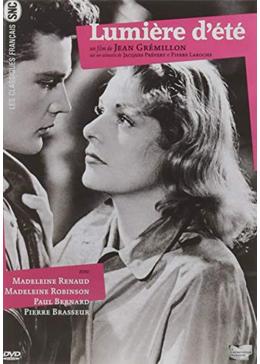 LES CLASSIQUES FRANÇAIS SNC
Lumière d'été
un film de JEAN GRÉMILLON
sur un scénario de JACQUES PRÉVERT et PIERRE LAROCHE
avec
MADELEINE RENAUD
MADELEINE ROBINSON
PAUL BERNARD
PIERRE BRASSEUR
DVD